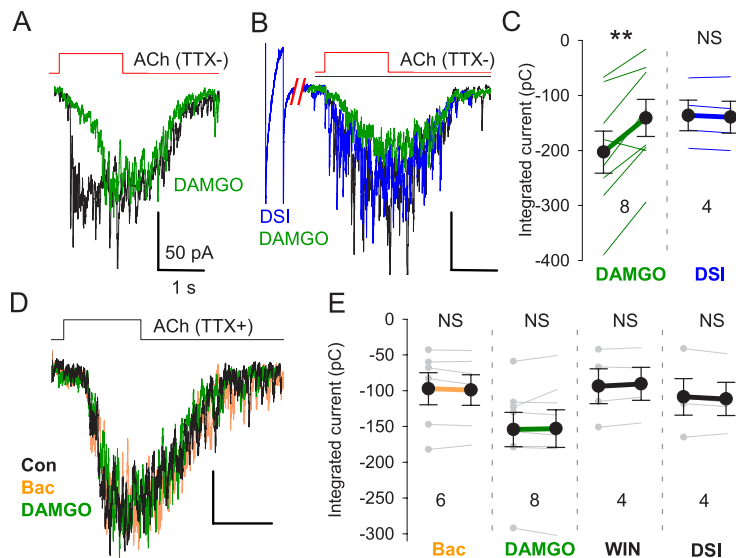 A
ACh (TTX-)
DAMGO
50 pA
1 s
B
ACh (TTX-)
DSI
DAMGO
C
**
NS
Integrated current (pC)
0
-100
-200
-300
-400
8
4
DAMGO
DSI
D
ACh (TTX+)
Con
Bac
DAMGO
E
NS
NS
NS
NS
Integrated current (pC)
0
-50
-100
-150
-200
-250
-300
6
8
4
4
Bac
DAMGO
WIN
DSI